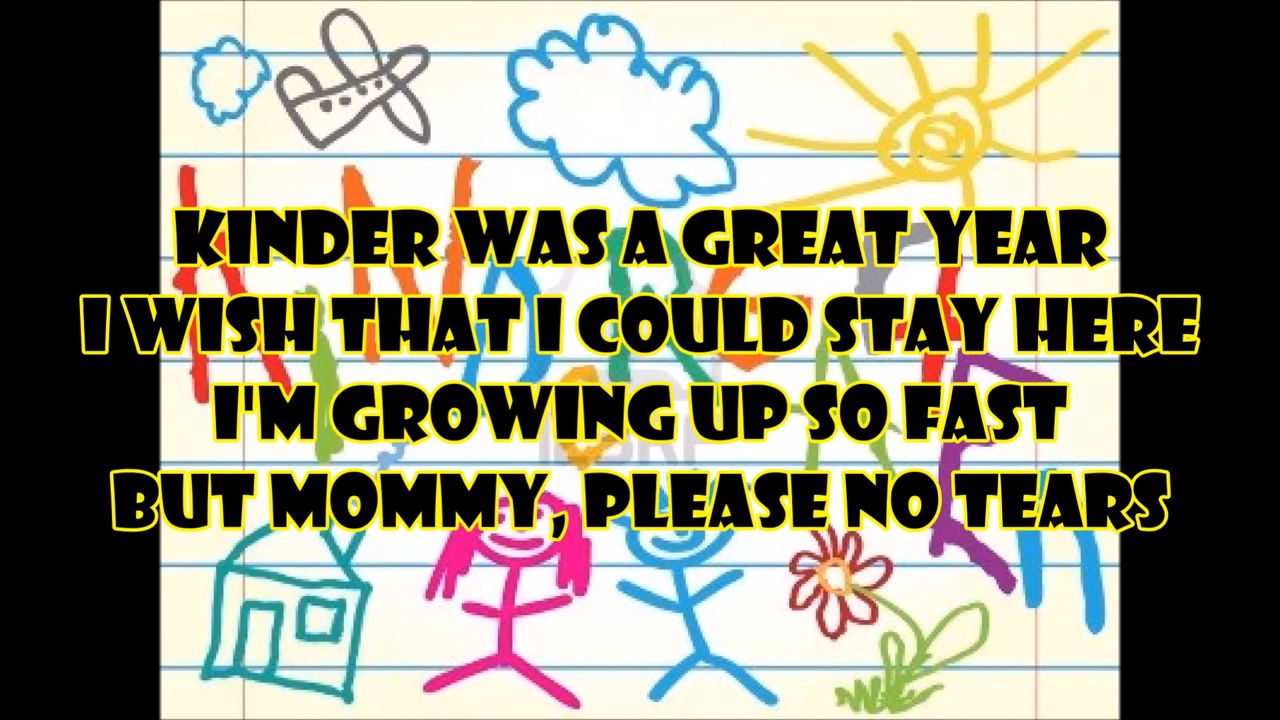 KINDER WAS A GREAT YEAR
I WISH THAT I COULD STAY HERE
I'M GROWING UP SO FAST
BUT MOMMY, PLEASE NO TEARS